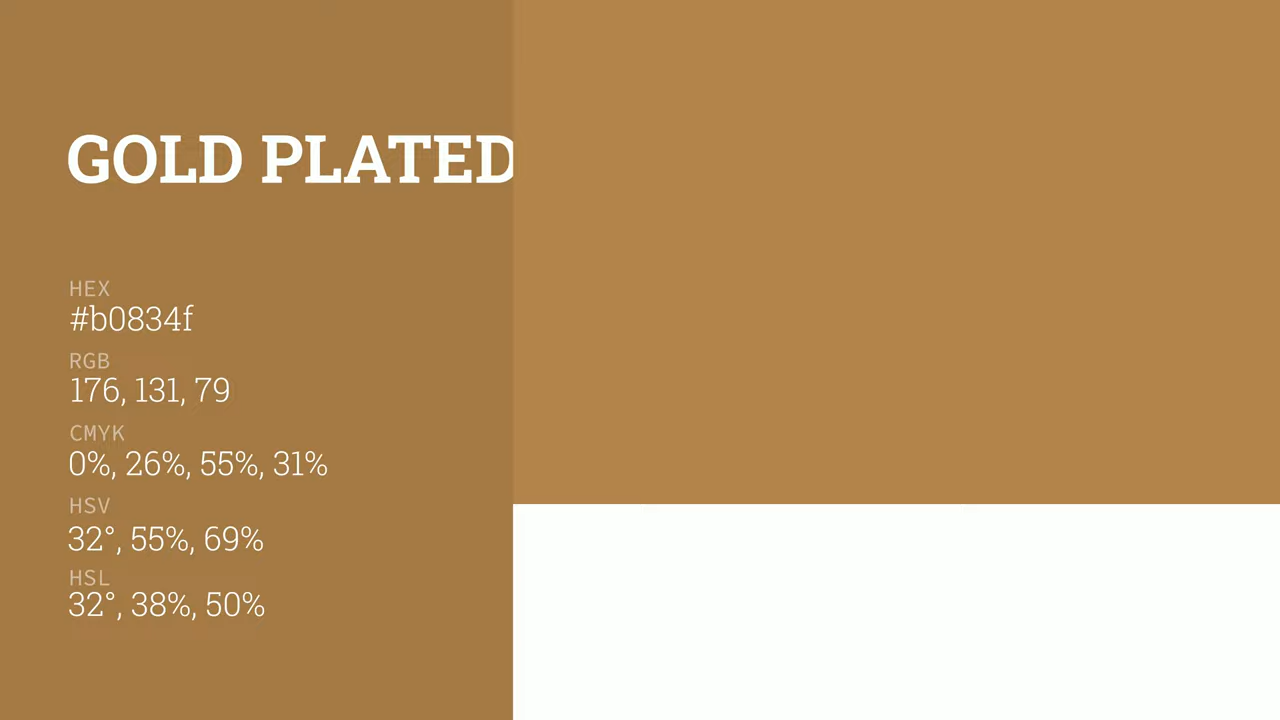 GOLD PLATED
HEX
#b0834f
RGB
176, 131, 79
CMYK
0%, 26%, 55%, 31%
HSV
32°, 55%, 69%
HSL
32°, 38%, 50%